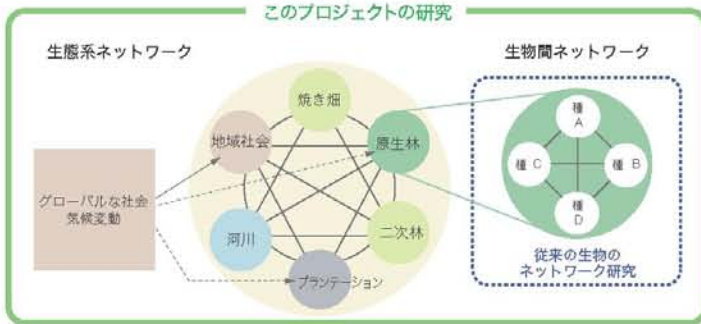 このプロジェクトの研究
生態系ネットワーク
生物間ネットワーク
焼き畑
地域社会
原生林
グローバルな社会
気候変動
河川
二次林
プランテーション
種
A
種 C
種 B
種
D
従来の生物の
ネットワーク研究